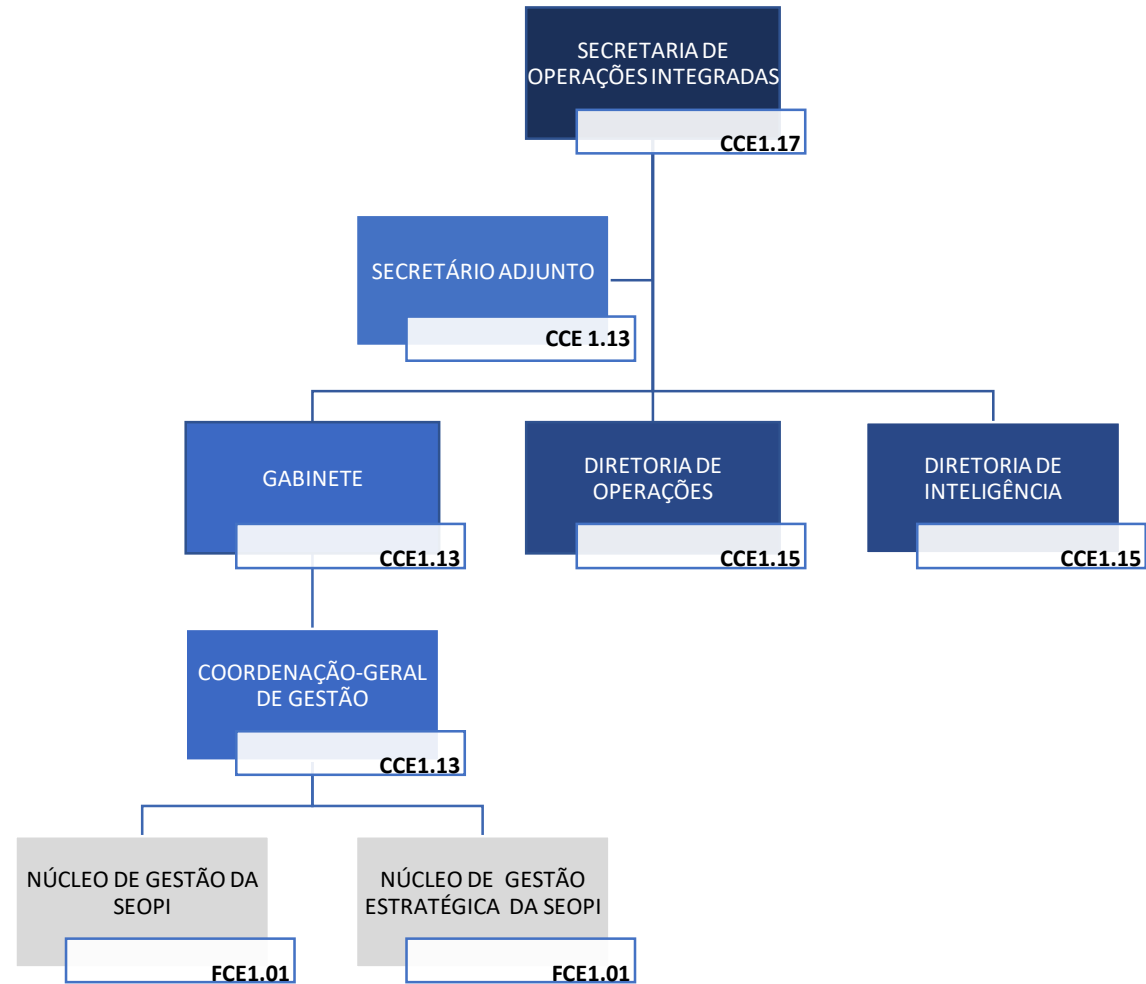 SECRETARIA DE
OPERAÇÕES INTEGRADAS
CCE1.17
SECRETÁRIO ADJUNTO
CCE 1.13
GABINETE
CCE1.13
DIRETORIA DE
OPERAÇÕES
CCE1.15
DIRETORIA DE
INTELIGÊNCIA
CCE1.15
COORDENAÇÃO-GERAL
DE GESTÃO
CCE1.13
NÚCLEO DE GESTÃO DA
SEOPI
FCE1.01
NÚCLEO DE GESTÃO
ESTRATÉGICA DA SEOPI
FCE1.01